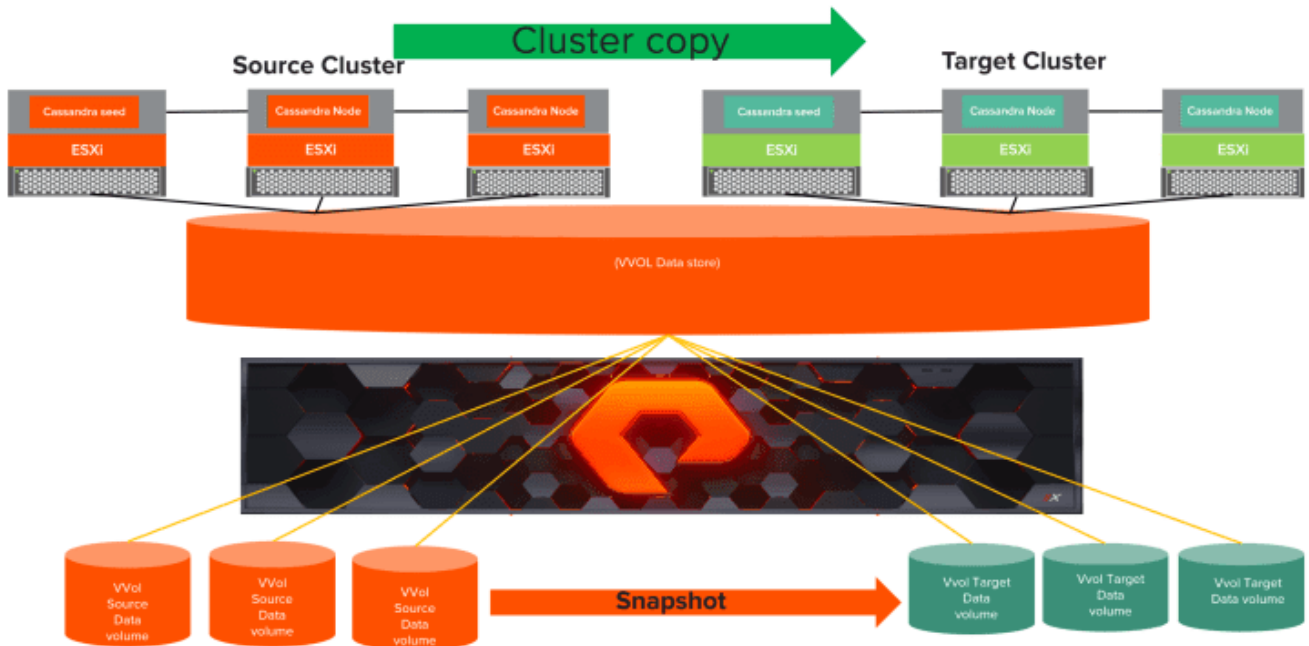 Cluster copy
Source Cluster
Target Cluster
Cassandra seed
Cassandra Node
Cassandra Node
Cassandra seed
Cassandra Node
Cassandra Node
ESXi
ESXi
ESXi
ESXi
ESXi
ESXi
(VVOL Data store)
VVol
Source
Data
volume
VVol
Source
Data
volume
VVol
Source
Data
volume
Snapshot
Vvol Target
Data
volume
Vvol Target
Data
volume
Vvol Target
Data volume